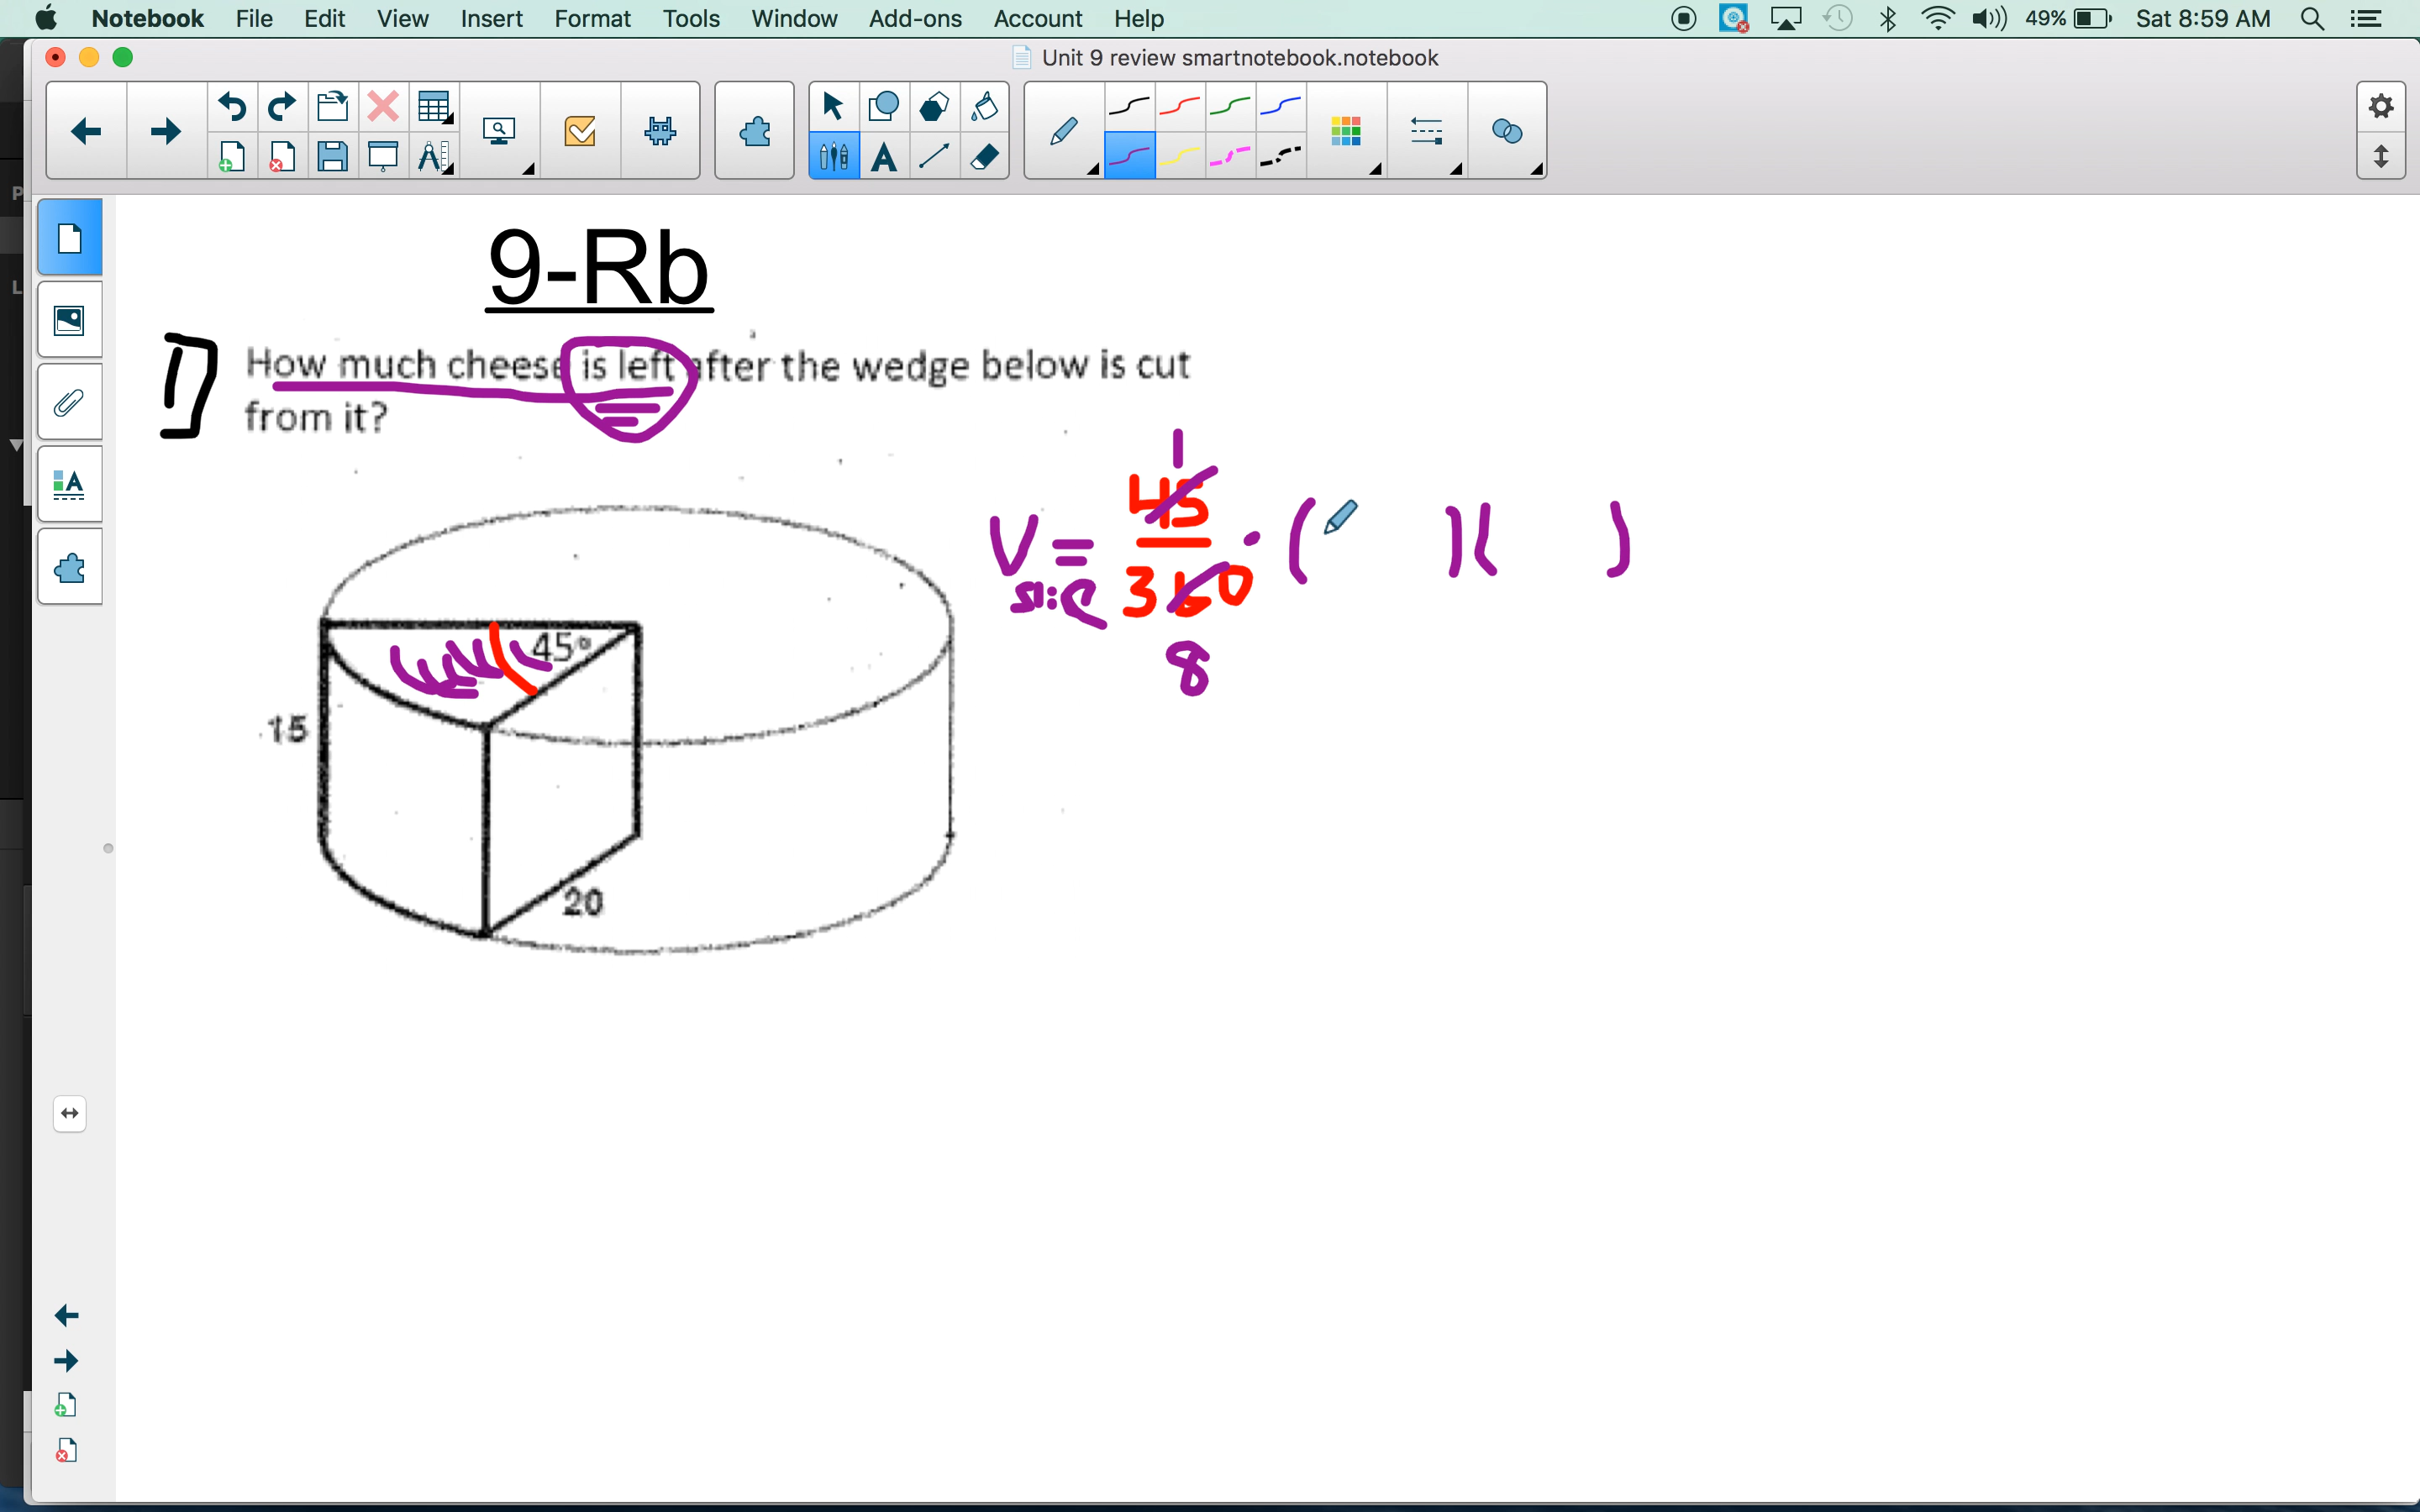 Notebook File Edit View Insert Format Tools Window Add-ons Account Help 49% Sat 8:59 AM
Unit 9 review smartnotebook.notebook
9-Rb
1] How much cheese is left after the wedge below is cut
from it?
1
V = 45 · ( )( )
slice 360
8
45°
15
20
P
L
A
A